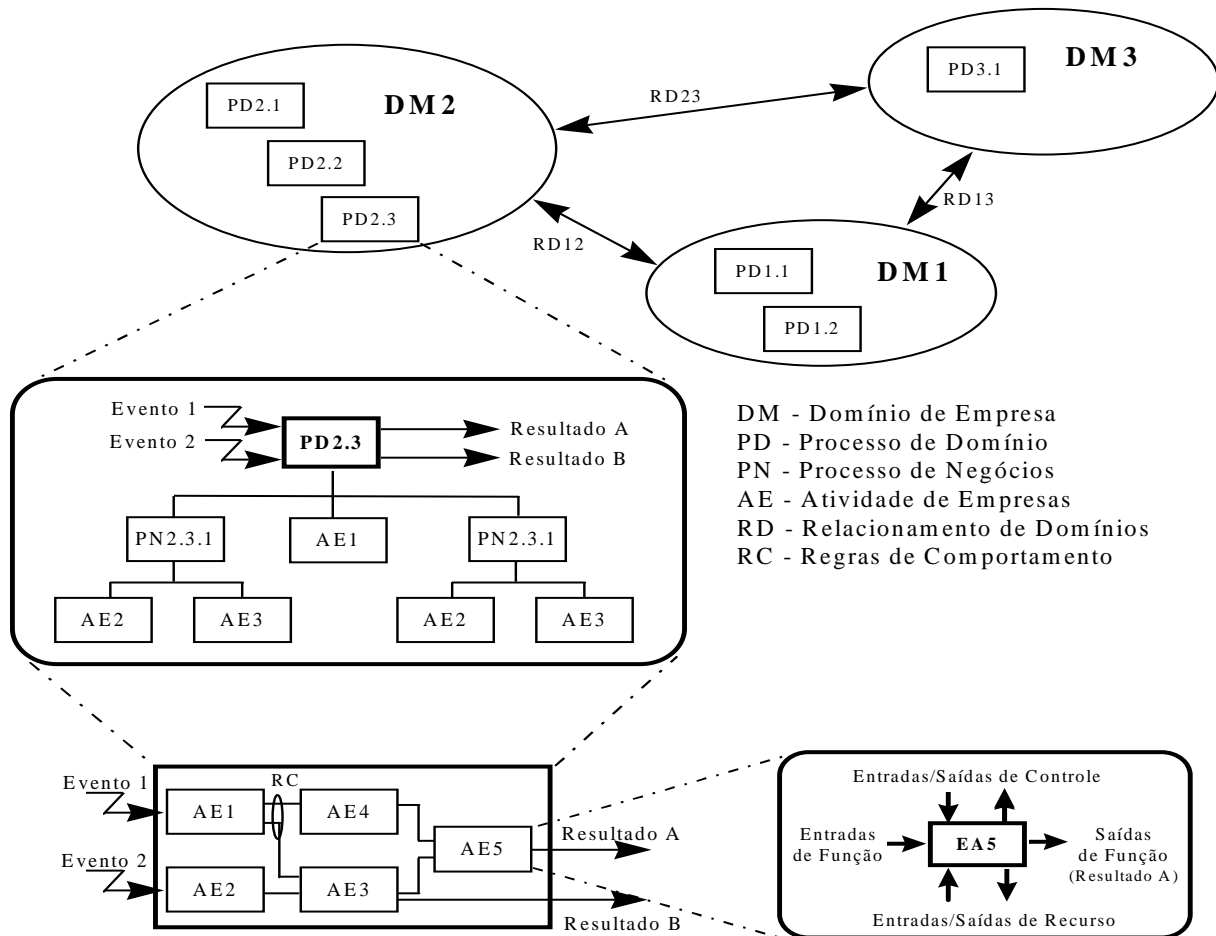 PD3.1
DM3
PD2.1
DM2
RD23
PD2.2
PD2.3
RD13
RD12
PD1.1
DM1
PD1.2
Evento 1
Evento 2
PD2.3
Resultado A
Resultado B
PN2.3.1
AE1
PN2.3.1
AE2
AE3
AE2
AE3
DM - Domínio de Empresa
PD - Processo de Domínio
PN - Processo de Negócios
AE - Atividade de Empresas
RD - Relacionamento de Domínios
RC - Regras de Comportamento
Evento 1
RC
AE1
AE4
AE5
Resultado A
Evento 2
AE2
AE3
Resultado B
Entradas/Saídas de Controle
Entradas
de Função
EA5
Saídas
de Função
(Resultado A)
Entradas/Saídas de Recurso